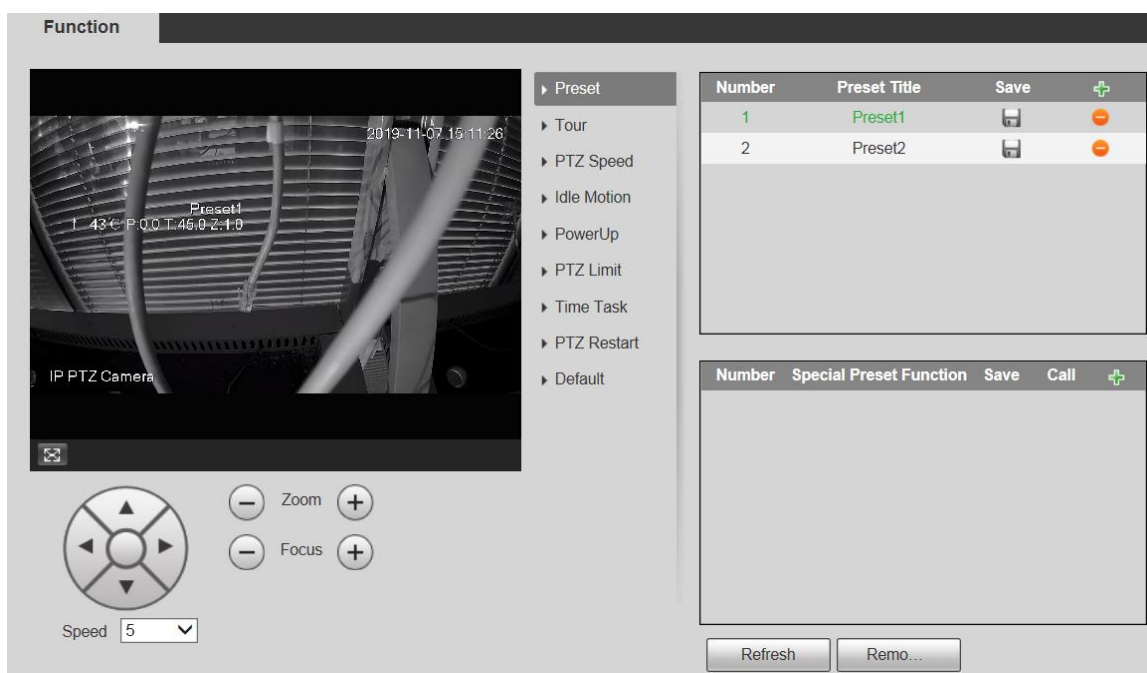 Function
2019-11-07 15:11:26
Preset1
43℃ P:0.0 T:45.0 Z:1.0
IP PTZ Camera
Zoom
Focus
Speed 5
Preset
Tour
PTZ Speed
Idle Motion
PowerUp
PTZ Limit
Time Task
PTZ Restart
Default
Number Preset Title Save
1 Preset1
2 Preset2
Number Special Preset Function Save Call
Refresh Remo...